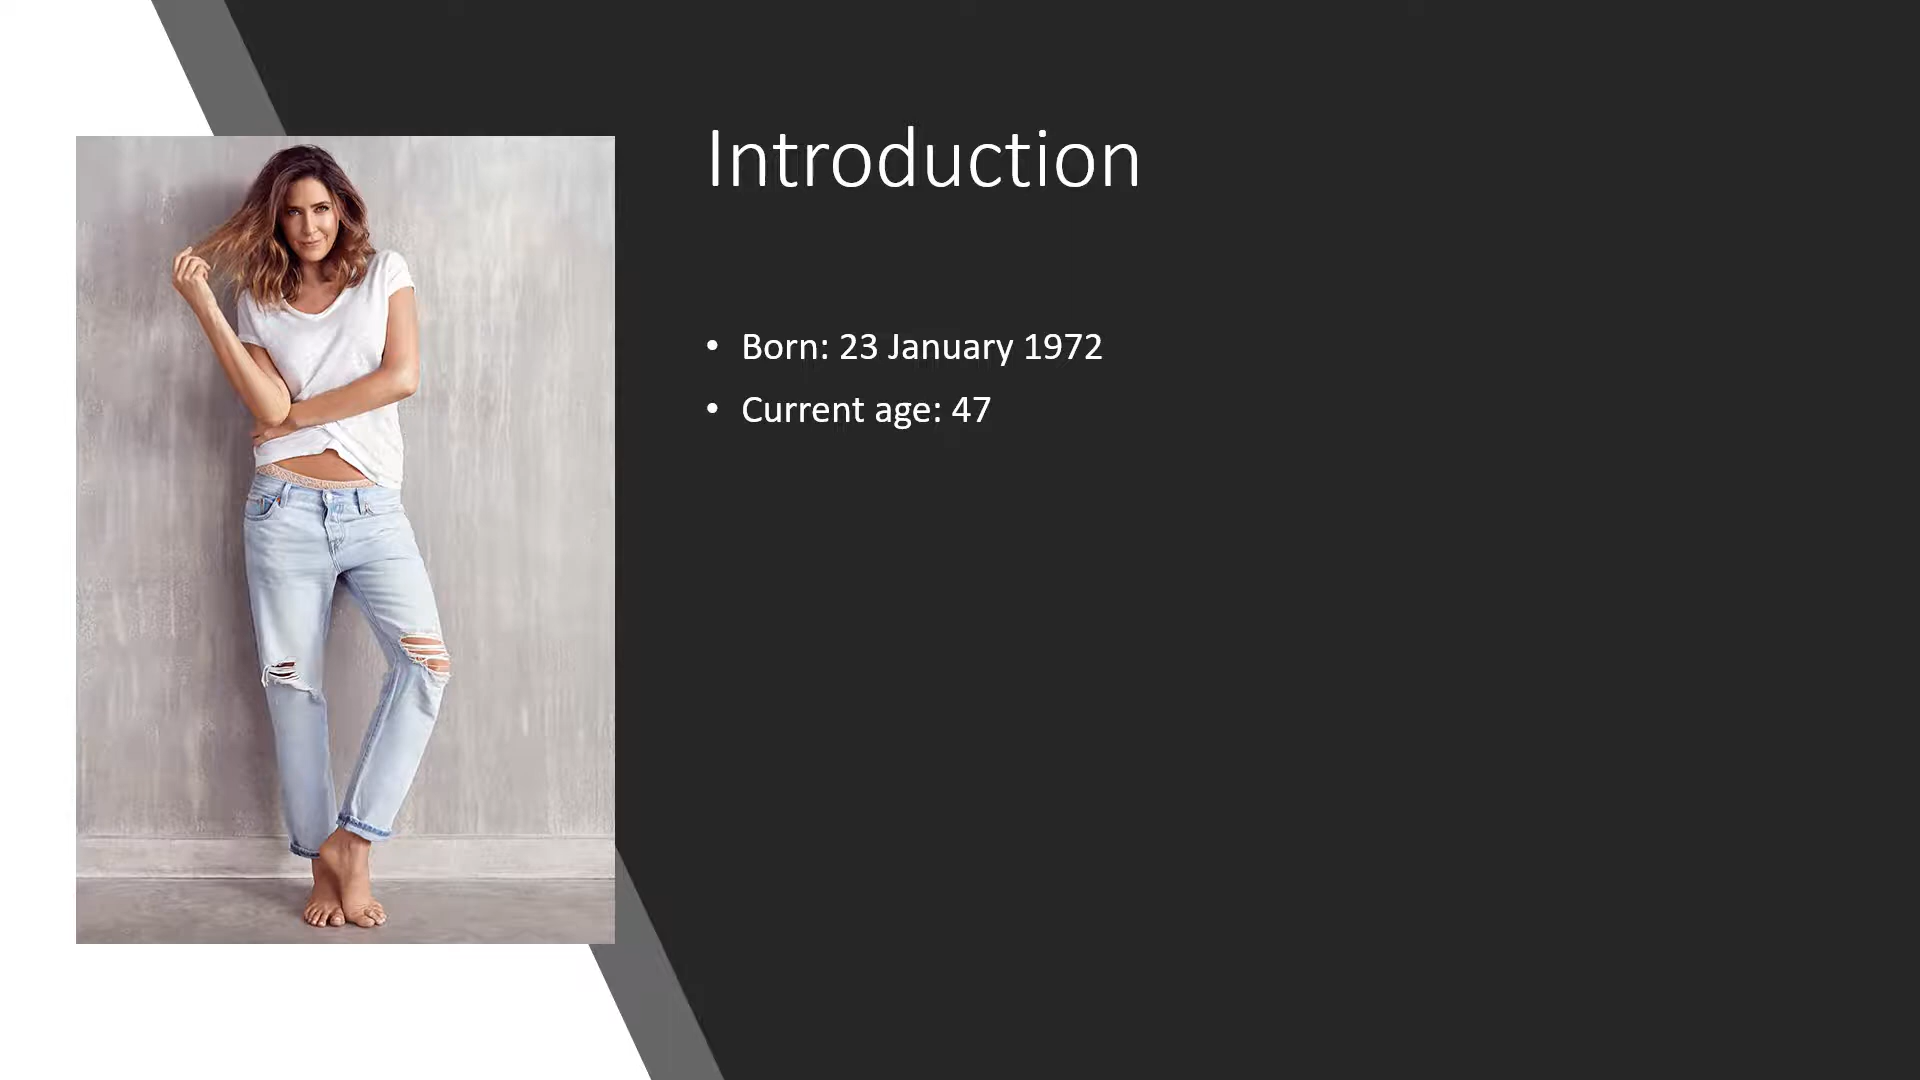 Introduction
• Born: 23 January 1972
• Current age: 47